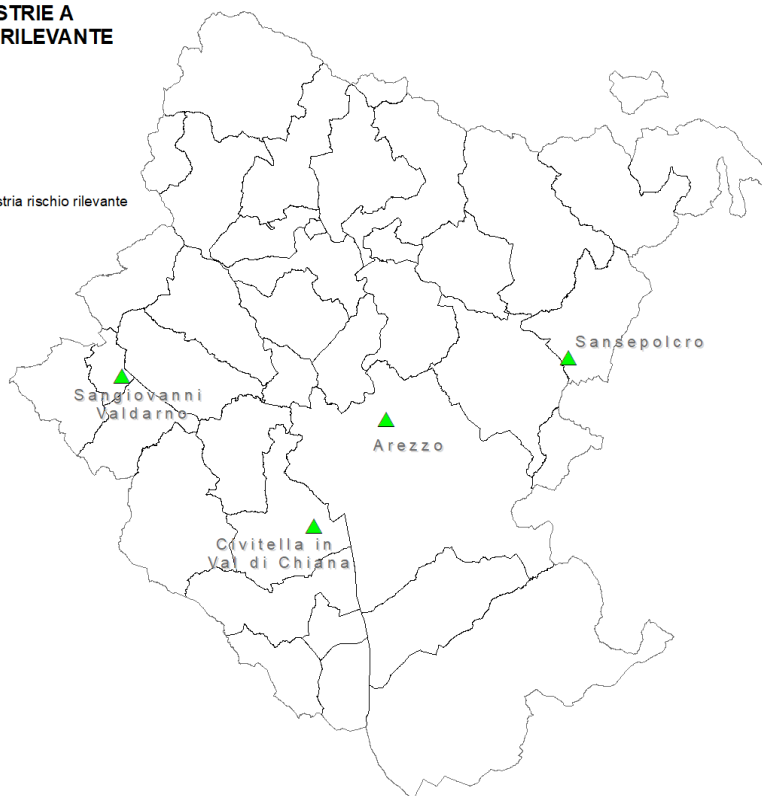 STRIE A
RILEVANTE
stria rischio rilevante
Sansepolcro
Sangiovanni
Valdarno
Arezzo
Civitella in
Val di Chiana